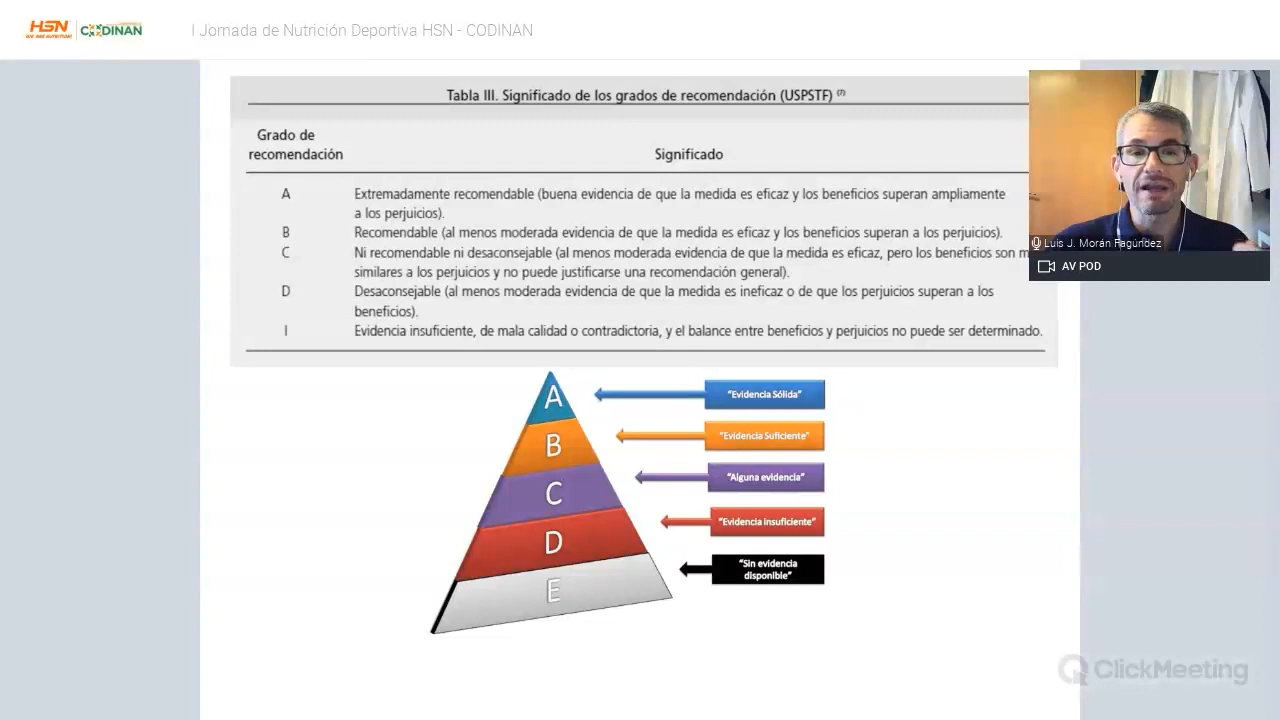 HSN
CODINAN
I Jornada de Nutrición Deportiva HSN - CODINAN
Tabla III. Significado de los grados de recomendación (USPSTF) (7)
Grado de
recomendación
Significado
A
Extremadamente recomendable (buena evidencia de que la medida es eficaz y los beneficios superan ampliamente
a los perjuicios).
B
Recomendable (al menos moderada evidencia de que la medida es eficaz y los beneficios superan a los perjuicios).
C
Ni recomendable ni desaconsejable (al menos moderada evidencia de que la medida es eficaz, pero los beneficios son
similares a los perjuicios y no puede justificarse una recomendación general).
D
Desaconsejable (al menos moderada evidencia de que la medida es ineficaz o de que los perjuicios superan a los
beneficios).
I
Evidencia insuficiente, de mala calidad o contradictoria, y el balance entre beneficios y perjuicios no puede ser determinado.
Luis J. Morán Fagúndez
AV POD
A
"Evidencia Sólida"
B
"Evidencia Suficiente"
C
"Alguna evidencia"
D
"Evidencia insuficiente"
E
"Sin evidencia
disponible"
ClickMeeting